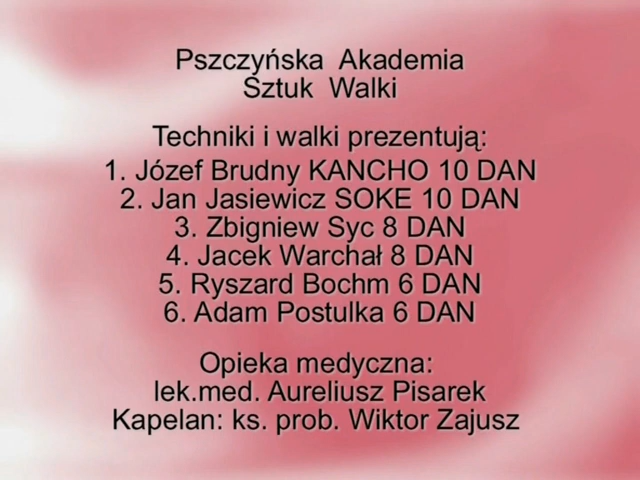 Pszczyńska Akademia
Sztuk Walki
Techniki i walki prezentują:
1. Józef Brudny KANCHO 10 DAN
2. Jan Jasiewicz SOKE 10 DAN
3. Zbigniew Syc 8 DAN
4. Jacek Warchał 8 DAN
5. Ryszard Bochm 6 DAN
6. Adam Postulka 6 DAN
Opieka medyczna:
lek.med. Aureliusz Pisarek
Kapelan: ks. prob. Wiktor Zajusz